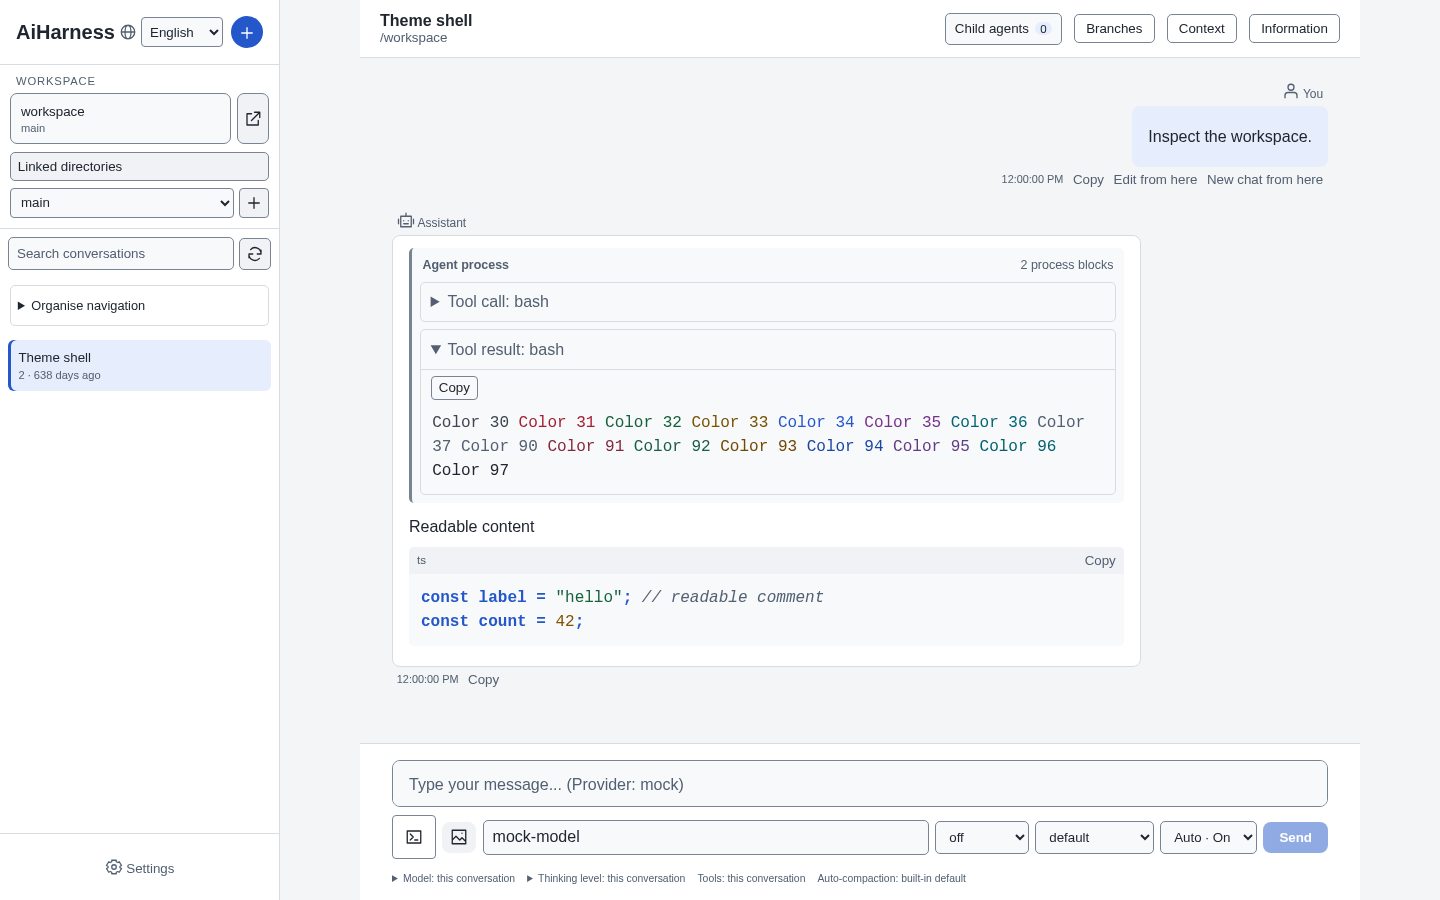 AiHarness
English
WORKSPACE
workspace
main
Linked directories
main
Search conversations
Organise navigation
Theme shell
2 · 638 days ago
Settings
Theme shell
/workspace
Child agents 0
Branches
Context
Information
You
Inspect the workspace.
12:00:00 PM Copy Edit from here New chat from here
Assistant
Agent process
2 process blocks
Tool call: bash
Tool result: bash
Copy
Color 30 Color 31 Color 32 Color 33 Color 34 Color 35 Color 36 Color
37 Color 90 Color 91 Color 92 Color 93 Color 94 Color 95 Color 96
Color 97
Readable content
ts
Copy
const label = "hello"; // readable comment
const count = 42;
12:00:00 PM Copy
Type your message... (Provider: mock)
mock-model
off
default
Auto · On
Send
Model: this conversation
Thinking level: this conversation
Tools: this conversation
Auto-compaction: built-in default